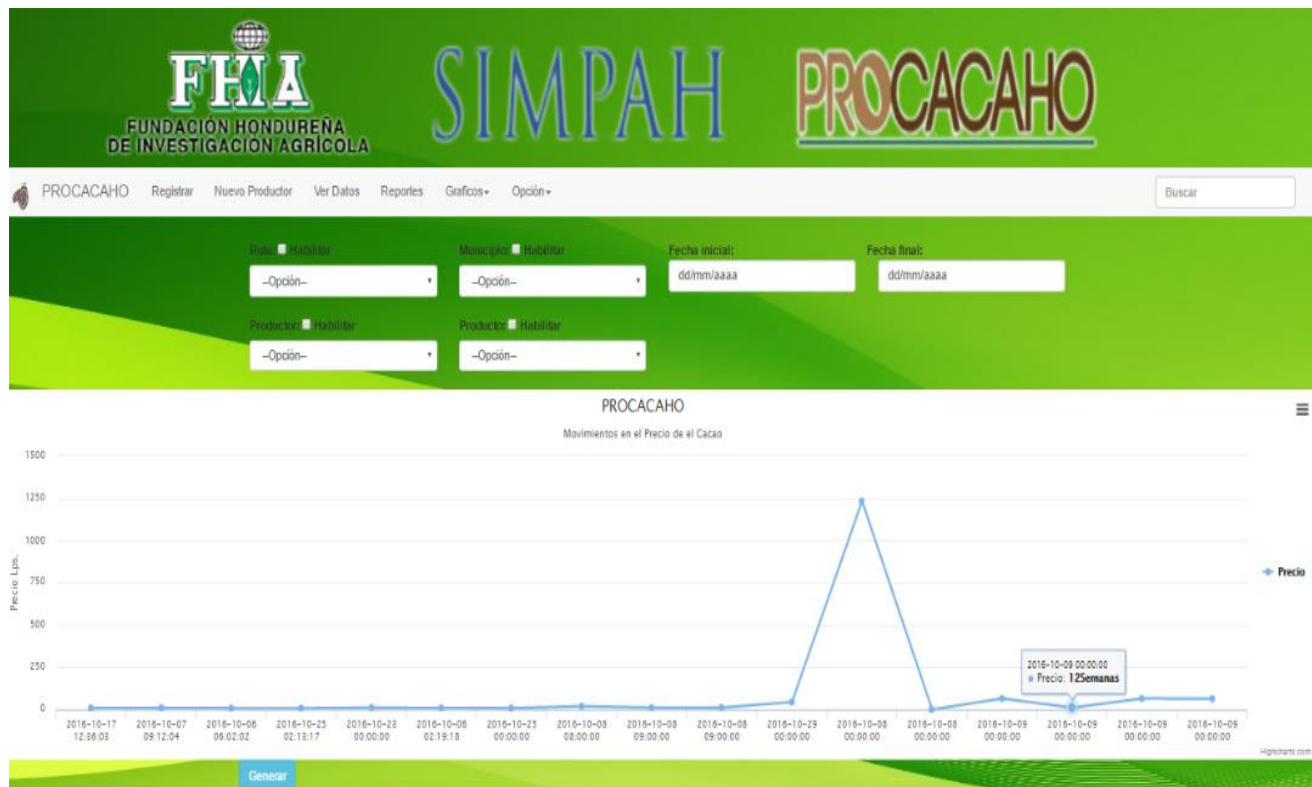 FHIA
FUNDACIÓN HONDUREÑA
DE INVESTIGACIÓN AGRÍCOLA
SIMPAH
PROCACAHO
PROCACAHO Registrar Nuevo Productor Ver Datos Reportes Graficos Opción Buscar
Ruta: Habilitar Municipio: Habilitar Fecha inicial: Fecha final:
--Opción-- --Opción-- dd/mm/aaaa dd/mm/aaaa
Productor: Habilitar Producto: Habilitar
--Opción-- --Opción--
PROCACAHO
Movimientos en el Precio de el Cacao
1500
1250
1000
750
500
250
0
Precio Lps.
Precio
2016-10-09 00:00:00
Precio: 12Semanas
2016-10-17 2016-10-07 2016-10-06 2016-10-25 2016-10-28 2016-10-06 2016-10-25 2016-10-08 2016-10-08 2016-10-08 2016-10-29 2016-10-08 2016-10-08 2016-10-09 2016-10-09 2016-10-09 2016-10-09
09:12:04 06:02:02 02:13:17 00:00:00 02:19:18 00:00:00 08:00:00 09:00:00 09:00:00 00:00:00 00:00:00 00:00:00 00:00:00 00:00:00 00:00:00 00:00:00
Highcharts.com
Generar